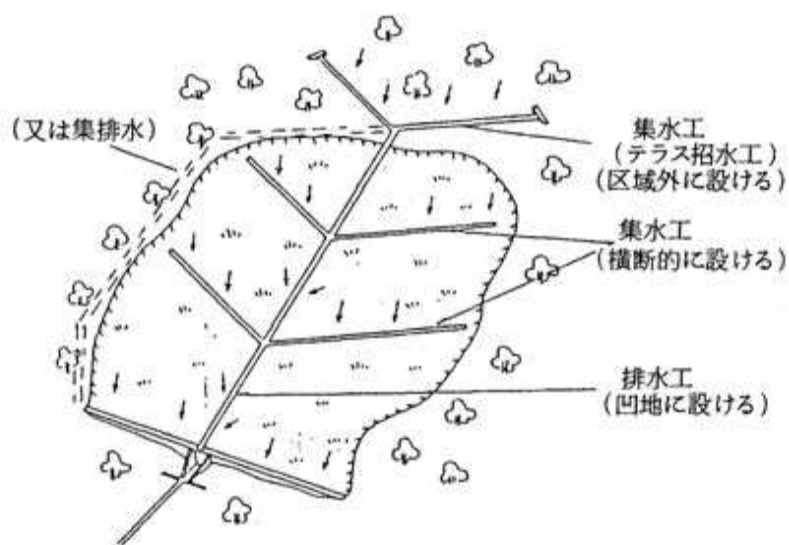 (又は集排水)
集水工
(テラス招水工)
(区域外に設ける)
集水工
(横断的に設ける)
排水工
(凹地に設ける)